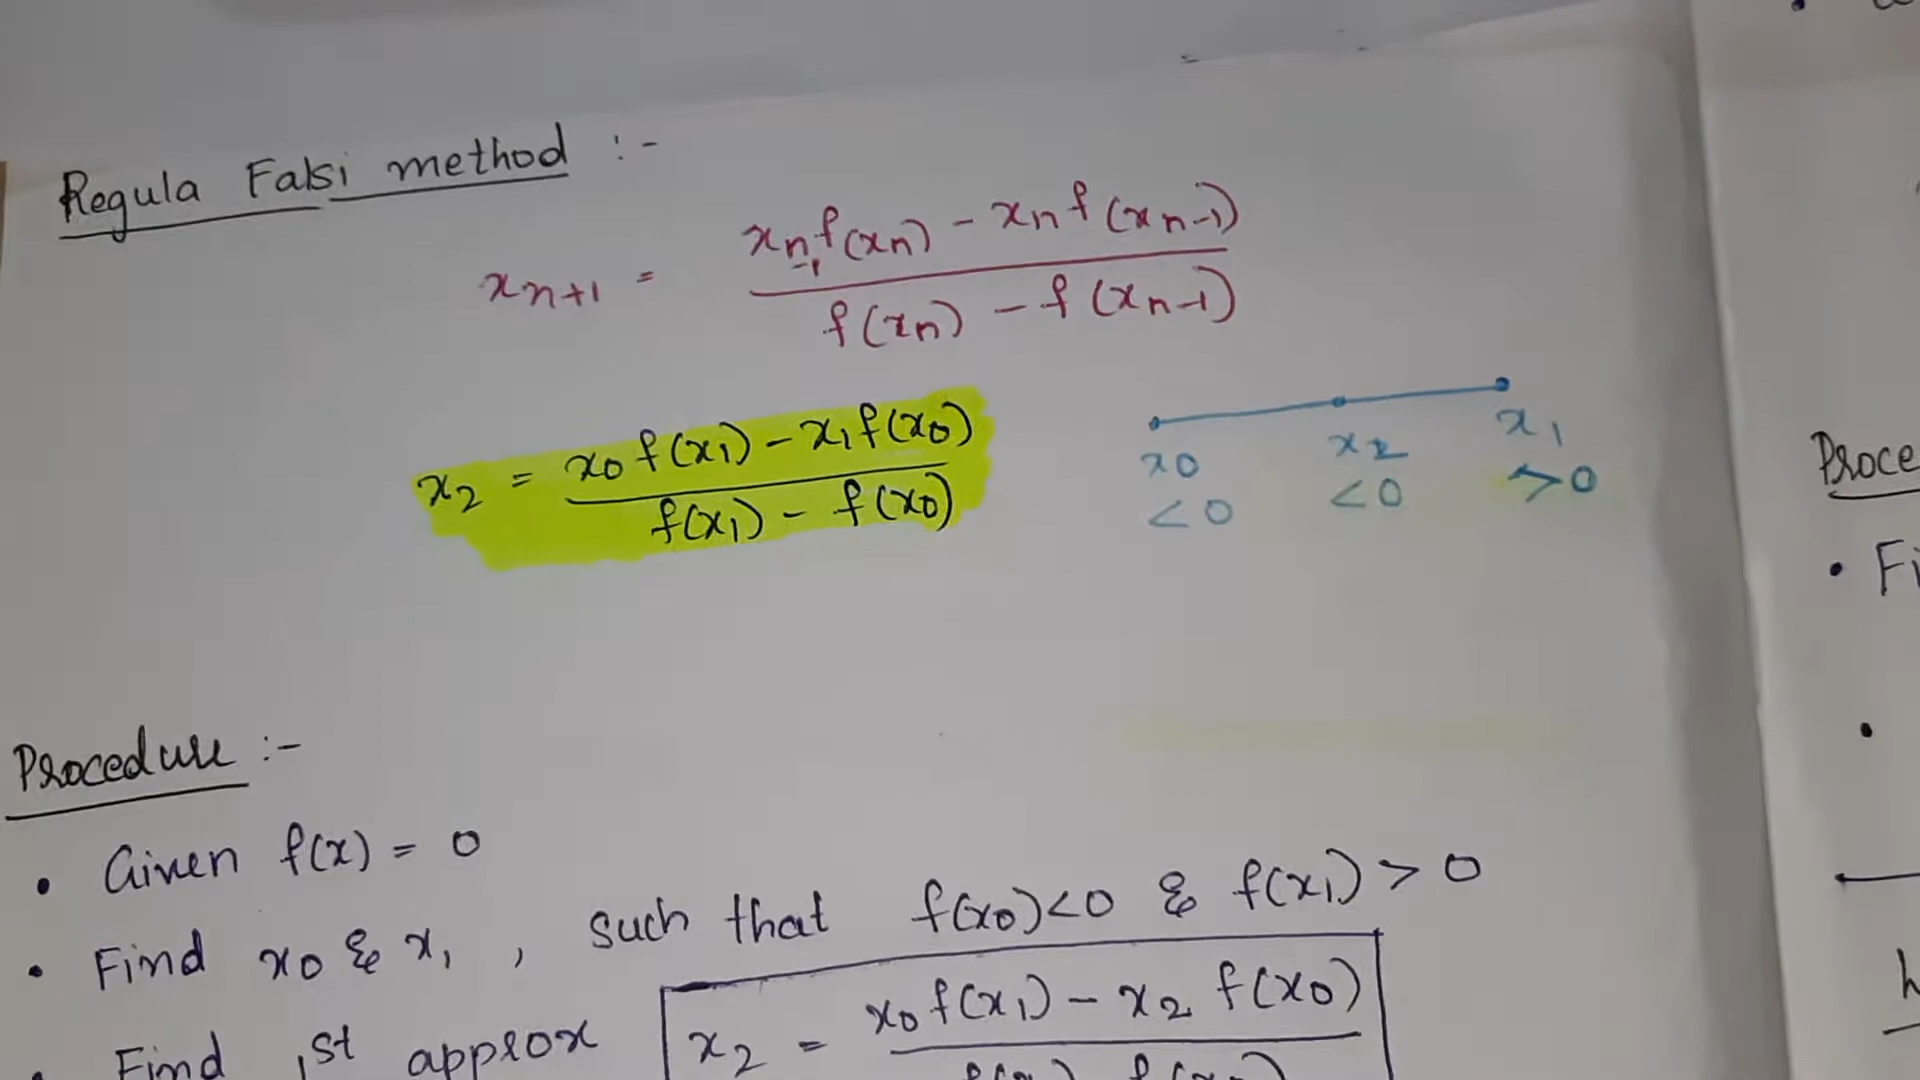 Regula Falsi method :-
xn+1 = xn-1 f(xn) - xn f(xn-1)
f(xn) - f(xn-1)
x2 = x0 f(x1) - x1 f(x0)
f(x1) - f(x0)
x0 x2 x1
<0 <0 >0
Procedure :-
• Given f(x) = 0
• Find x0 & x1 , such that f(x0)<0 & f(x1) > 0
• Find 1st approx x2 = x0 f(x1) - x2 f(x0)
Proce
• Fi
h